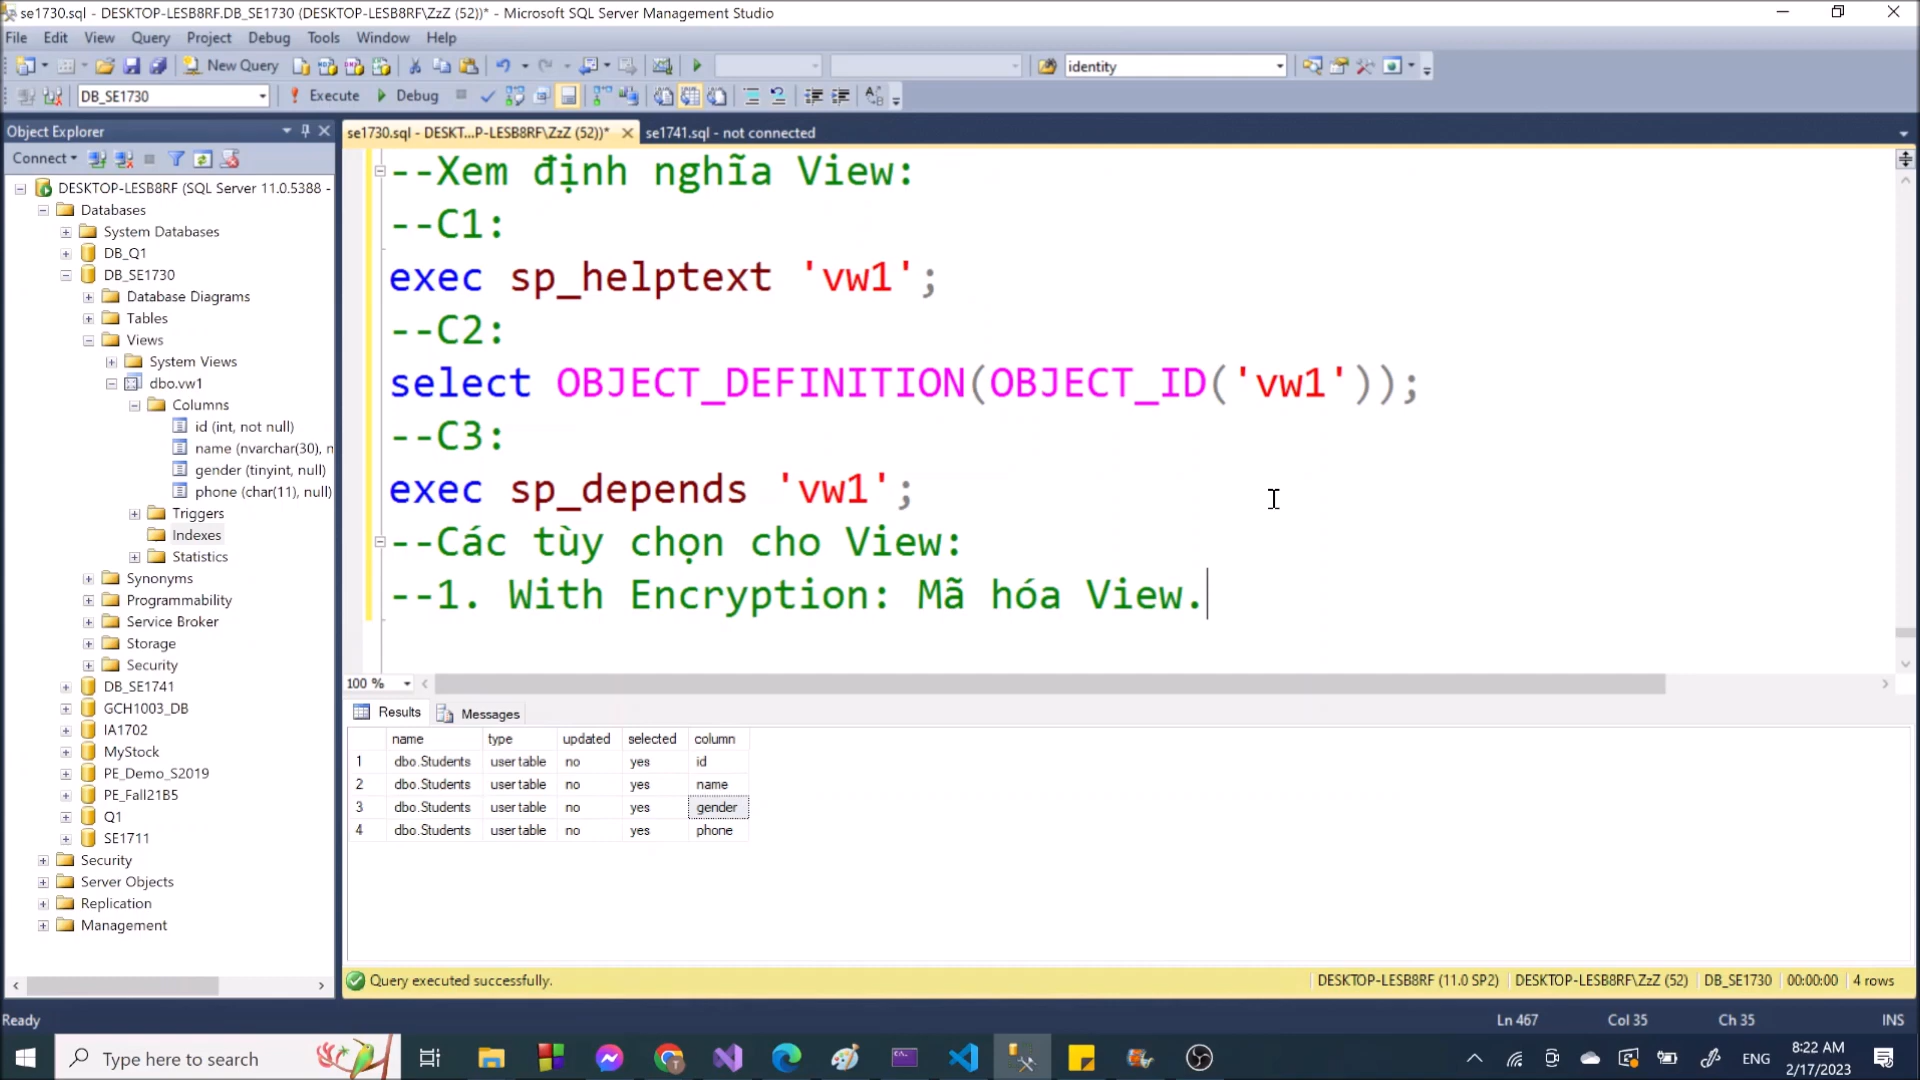 se1730.sql - DESKTOP-LESB8RF.DB_SE1730 (DESKTOP-LESB8RF\ZzZ (52))* - Microsoft SQL Server Management Studio
File Edit View Query Project Debug Tools Window Help
New Query identity
DB_SE1730 Execute Debug
Object Explorer
Connect
DESKTOP-LESB8RF (SQL Server 11.0.5388 -
Databases
System Databases
DB_Q1
DB_SE1730
Database Diagrams
Tables
Views
System Views
dbo.vw1
Columns
id (int, not null)
name (nvarchar(30), n
gender (tinyint, null)
phone (char(11), null)
Triggers
Indexes
Statistics
Synonyms
Programmability
Service Broker
Storage
Security
DB_SE1741
GCH1003_DB
IA1702
MyStock
PE_Demo_S2019
PE_Fall21B5
Q1
SE1711
Security
Server Objects
Replication
Management
se1730.sql - DESKT...P-LESB8RF\ZzZ (52))* se1741.sql - not connected
--Xem định nghĩa View:
--C1:
exec sp_helptext 'vw1';
--C2:
select OBJECT_DEFINITION(OBJECT_ID('vw1'));
--C3:
exec sp_depends 'vw1';
--Các tùy chọn cho View:
--1. With Encryption: Mã hóa View.
100 %
Results Messages
name type updated selected column
1 dbo.Students user table no yes id
2 dbo.Students user table no yes name
3 dbo.Students user table no yes gender
4 dbo.Students user table no yes phone
Query executed successfully. DESKTOP-LESB8RF (11.0 SP2) DESKTOP-LESB8RF\ZzZ (52) DB_SE1730 00:00:00 4 rows
Ready Ln 467 Col 35 Ch 35 INS
Type here to search ENG 8:22 AM
2/17/2023